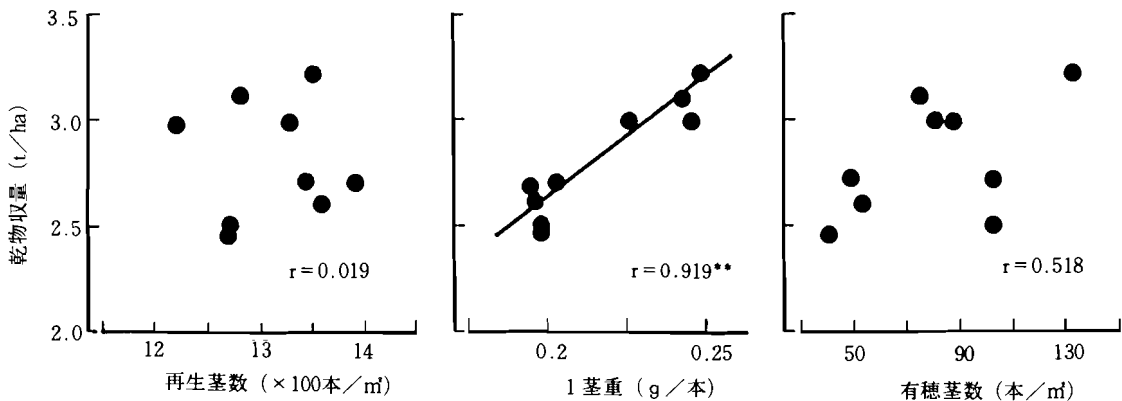 乾物収量 (t/ha)
3.5
3.0
2.5
2.0
r=0.019
12 13 14
再生茎数 (×100本/㎡)
r=0.919**
0.2 0.25
1茎重 (g/本)
r=0.518
50 90 130
有穂茎数 (本/㎡)